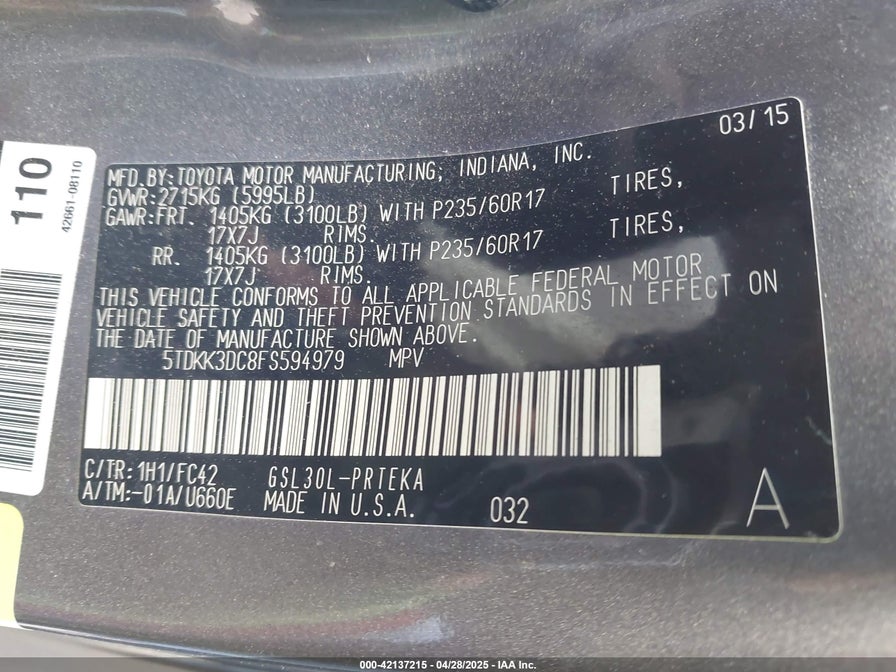 110
42661-08110
03/15
MFD.BY:TOYOTA MOTOR MANUFACTURING, INDIANA, INC.
GVWR:2715KG (5995LB)
GAWR:FRT. 1405KG (3100LB) WITH P235/60R17 TIRES,
17X7J RIMS.
RR. 1405KG (3100LB) WITH P235/60R17 TIRES,
17X7J RIMS.
THIS VEHICLE CONFORMS TO ALL APPLICABLE FEDERAL MOTOR
VEHICLE SAFETY AND THEFT PREVENTION STANDARDS IN EFFECT ON
THE DATE OF MANUFACTURE SHOWN ABOVE.
5TDKK3DC8FS594979 MPV
C/TR:1H1/FC42 GSL30L-PRTEKA
A/TM:-01A/U660E MADE IN U.S.A. 032 A
000-42137215 - 04/28/2025 - IAA Inc.